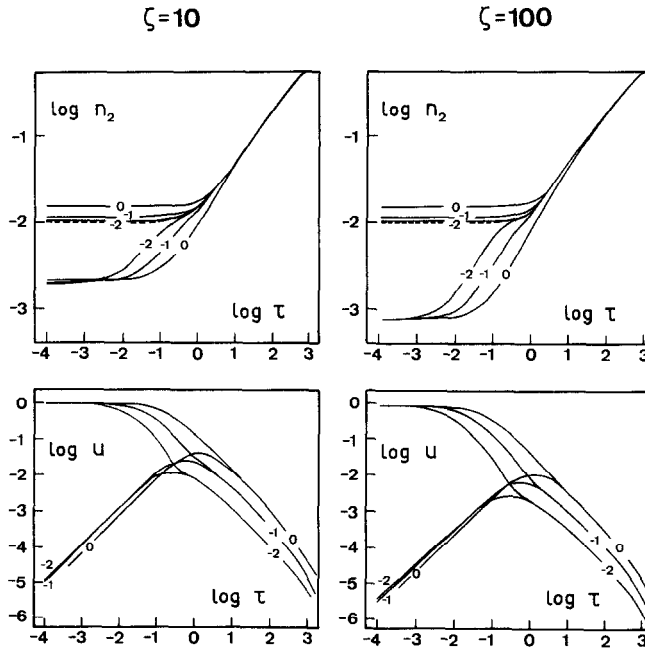 ζ=10 ζ=100
log n₂ log n₂
-1 -1
0 0
-1 -1
-2 -2 -2 -2
-2 -1 0 -2 -1 0
-3 -3
log τ log τ
-4 -3 -2 -1 0 1 2 3 -4 -3 -2 -1 0 1 2 3
0 0
-1 -1
log u log u
-2 -2
-3 -3
-1 0 -1 0
-4 -2 -4 -2
-2 0 -2 0
-5 -1 -5 -1
log τ log τ
-6 -6
-4 -3 -2 -1 0 1 2 3 -4 -3 -2 -1 0 1 2 3